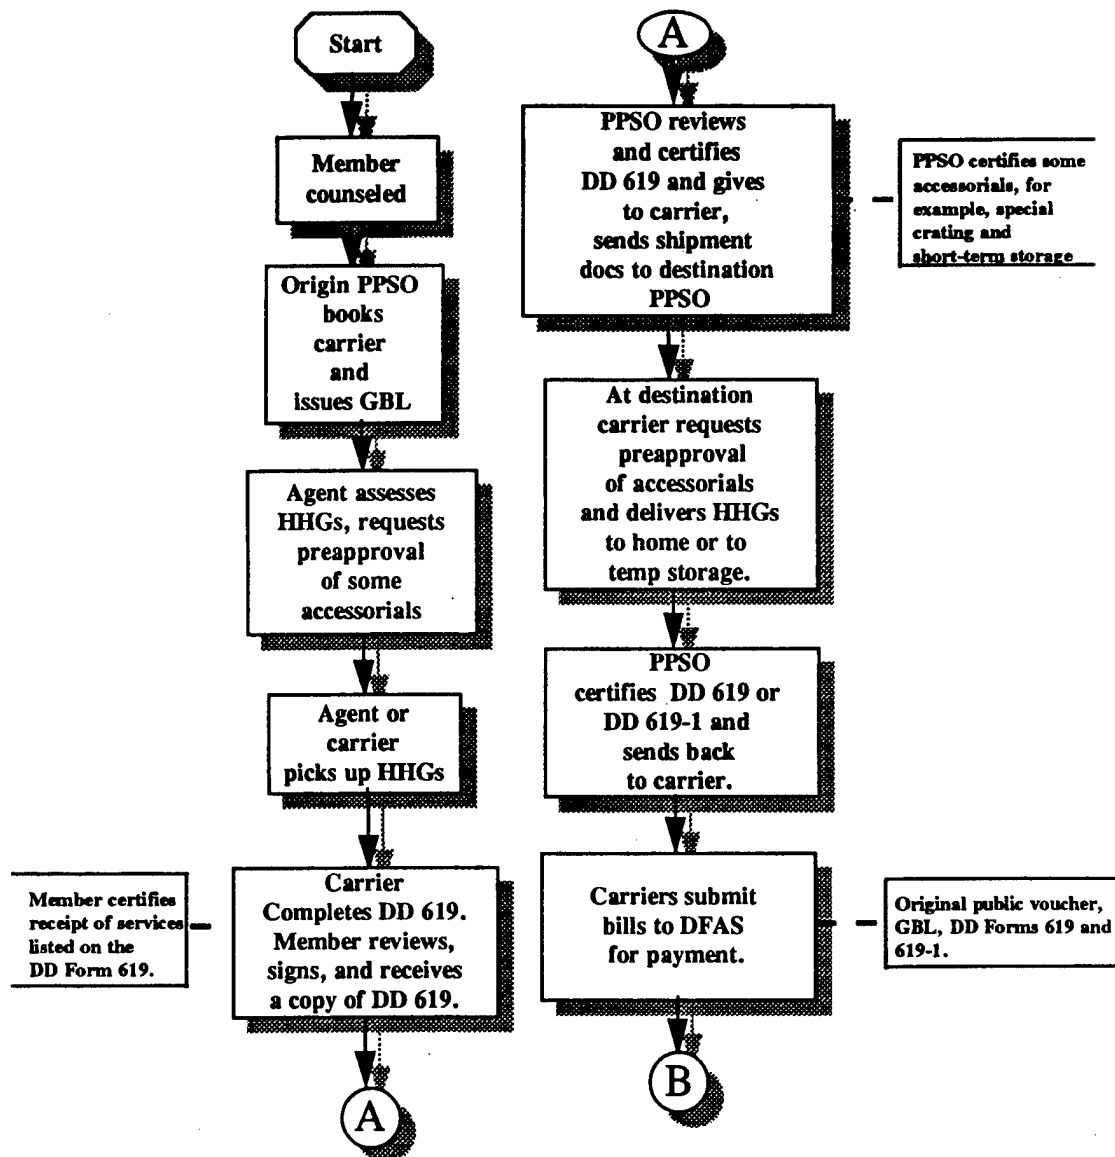 Start
Member
counseled
Origin PPSO
books
carrier
and
issues GBL
Agent assesses
HHGs, requests
preapproval
of some
accessorials
Agent or
carrier
picks up HHGs
Carrier
Completes DD 619.
Member reviews,
signs, and receives
a copy of DD 619.
Member certifies
receipt of services
listed on the
DD Form 619.
A
A
PPSO reviews
and certifies
DD 619 and gives
to carrier,
sends shipment
docs to destination
PPSO
PPSO certifies some
accessorials, for
example, special
crating and
short-term storage
At destination
carrier requests
preapproval
of accessorials
and delivers HHGs
to home or to
temp storage.
PPSO
certifies DD 619 or
DD 619-1 and
sends back
to carrier.
Carriers submit
bills to DFAS
for payment.
Original public voucher,
GBL, DD Forms 619 and
619-1.
B